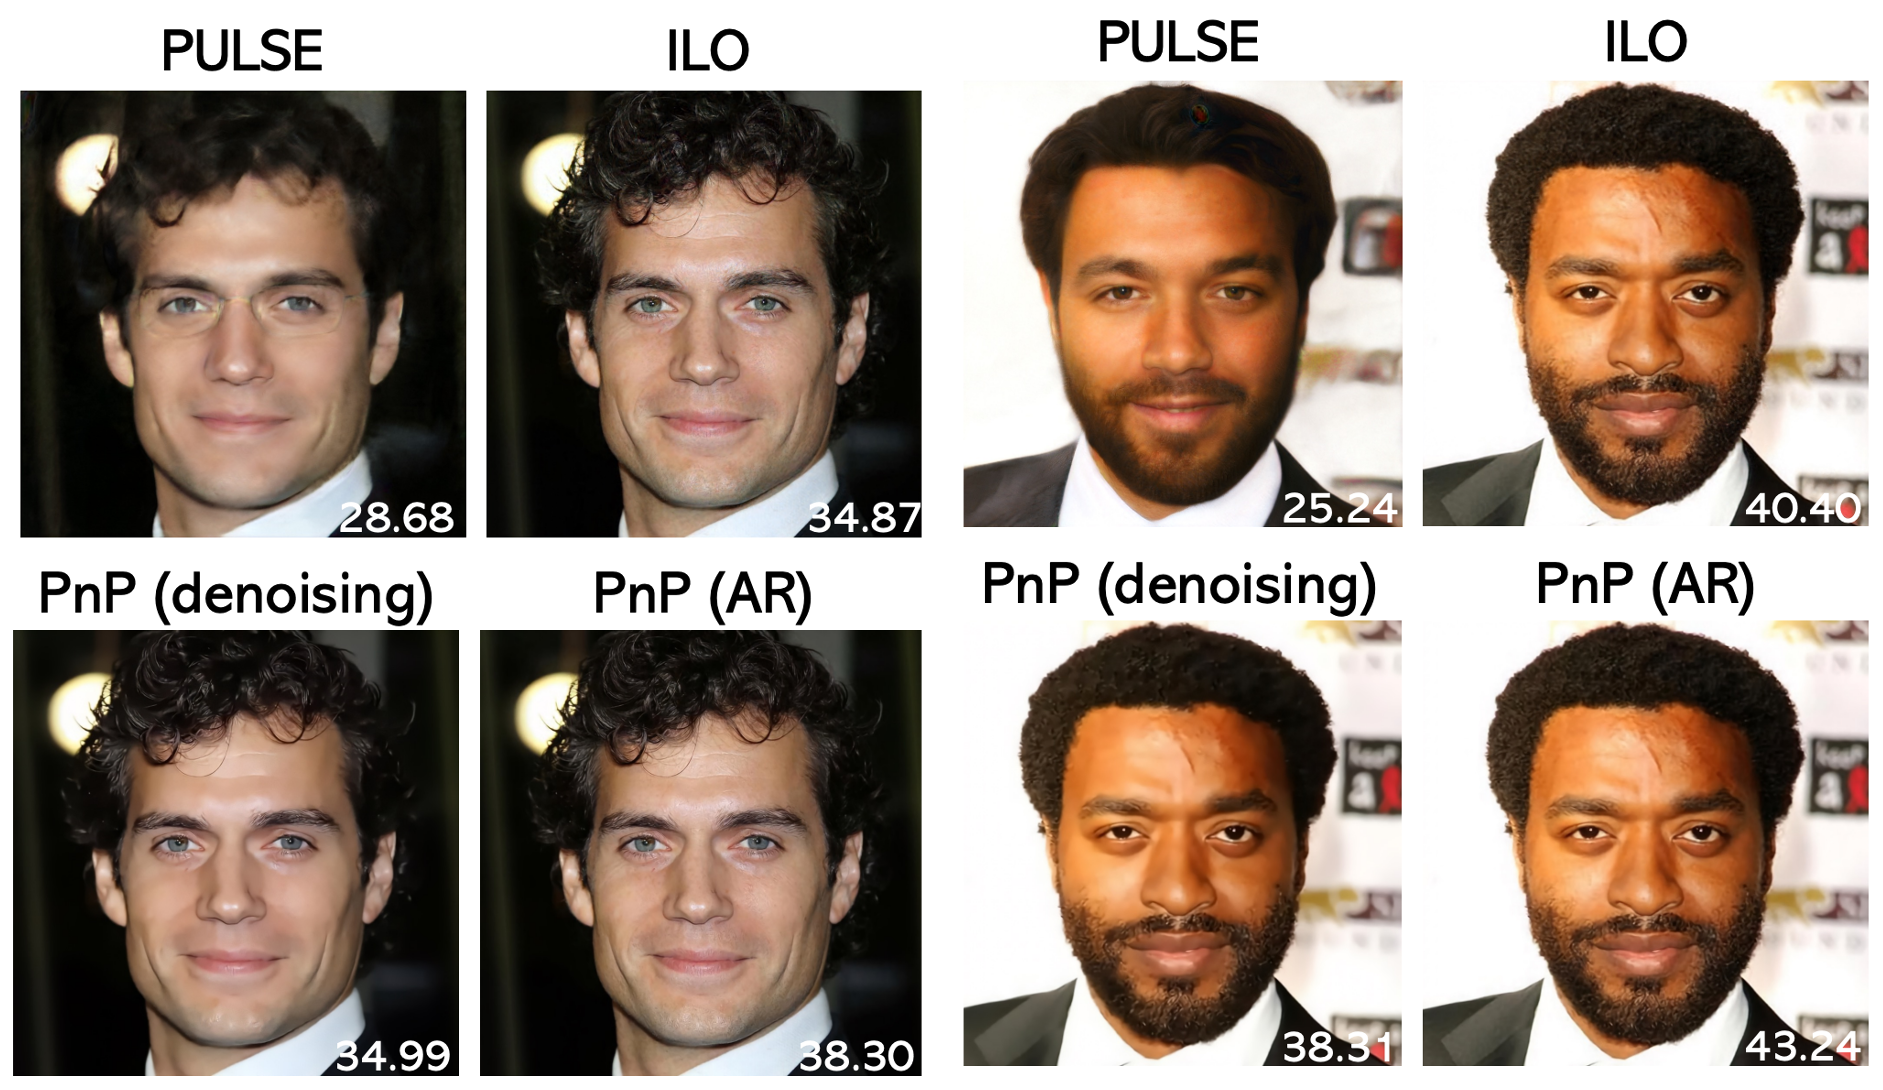 PULSE
ILO
28.68
34.87
PnP (denoising)
PnP (AR)
34.99
38.30
PULSE
ILO
25.24
40.40
PnP (denoising)
PnP (AR)
38.31
43.24